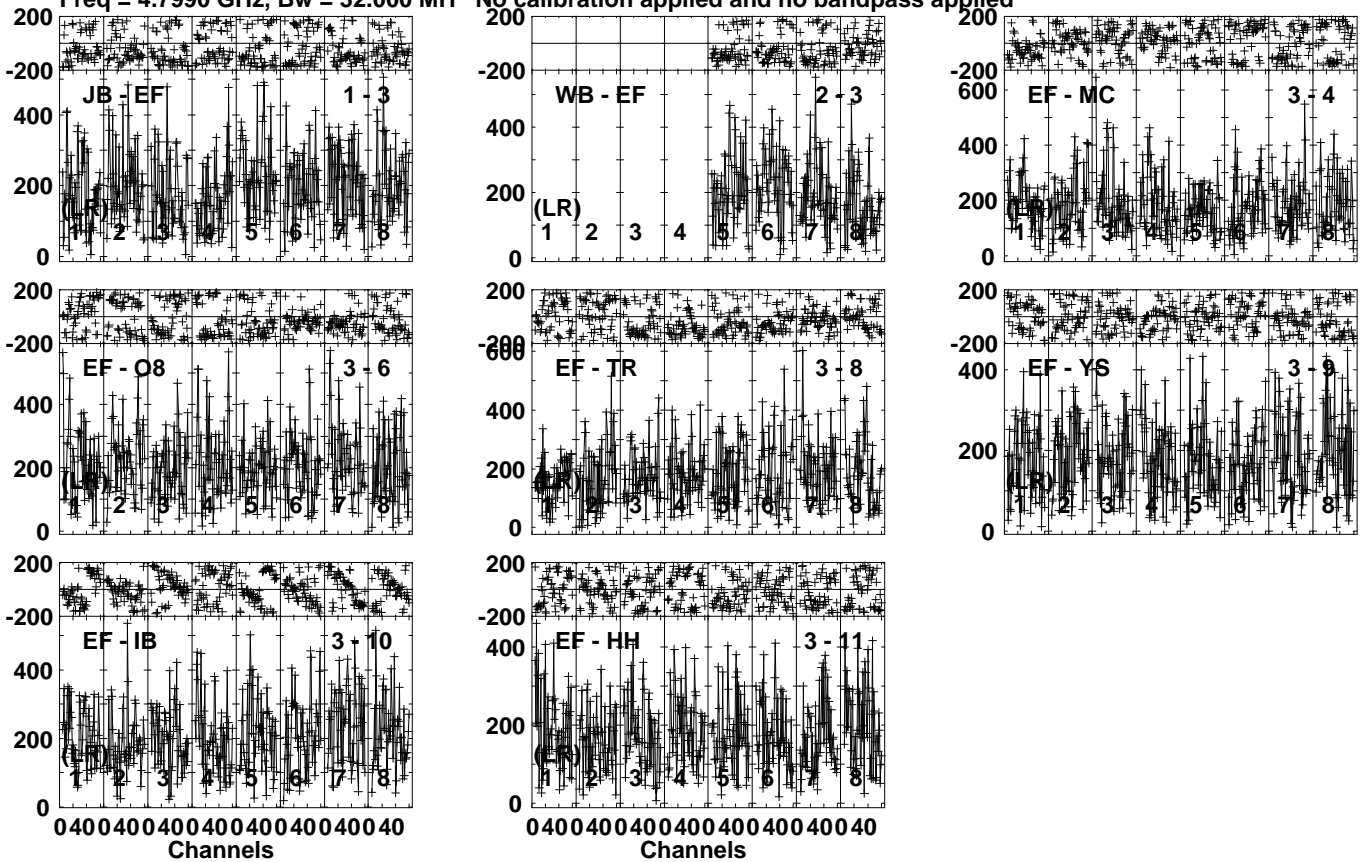 Freq = 4.7990 GHz, Bw = 32.000 MH No calibration applied and no bandpass applied
200
-200
JB - EF 1 - 3
400
200
0
(LR)
1 2 3 4 5 6 7 8
200
-200
WB - EF 2 - 3
400
200
0
(LR)
1 2 3 4 5 6 7 8
200
-200
600
EF - MC 3 - 4
400
200
0
(LR)
1 2 3 4 5 6 7 8
200
-200
EF - O8 3 - 6
400
200
0
(LR)
1 2 3 4 5 6 7 8
200
-200
600
EF - TR 3 - 8
400
200
0
(LR)
1 2 3 4 5 6 7 8
200
-200
EF - YS 3 - 9
400
200
0
(LR)
1 2 3 4 5 6 7 8
200
-200
EF - IB 3 - 10
400
200
0
(LR)
1 2 3 4 5 6 7 8
0 40 0 40 0 40 0 40 0 40 0 40 0 40 0 40
Channels
200
-200
EF - HH 3 - 11
400
200
0
(LR)
1 2 3 4 5 6 7 8
0 40 0 40 0 40 0 40 0 40 0 40 0 40 0 40
Channels